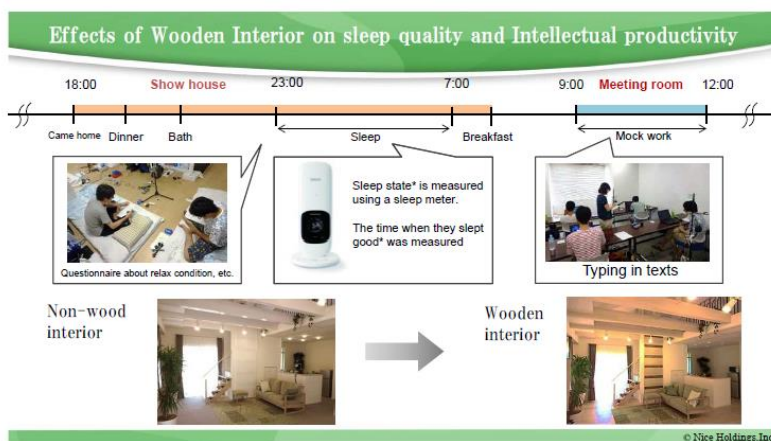 Effects of Wooden Interior on sleep quality and Intellectual productivity
18:00
Show house
23:00
7:00
9:00
Meeting room
12:00
Came home
Dinner
Bath
Sleep
Breakfast
Mock work
Questionnaire about relax condition, etc.
Sleep state* is measured
using a sleep meter.
The time when they slept
good* was measured
Typing in texts
Non-wood
interior
Wooden
interior
© Nice Holdings,Inc